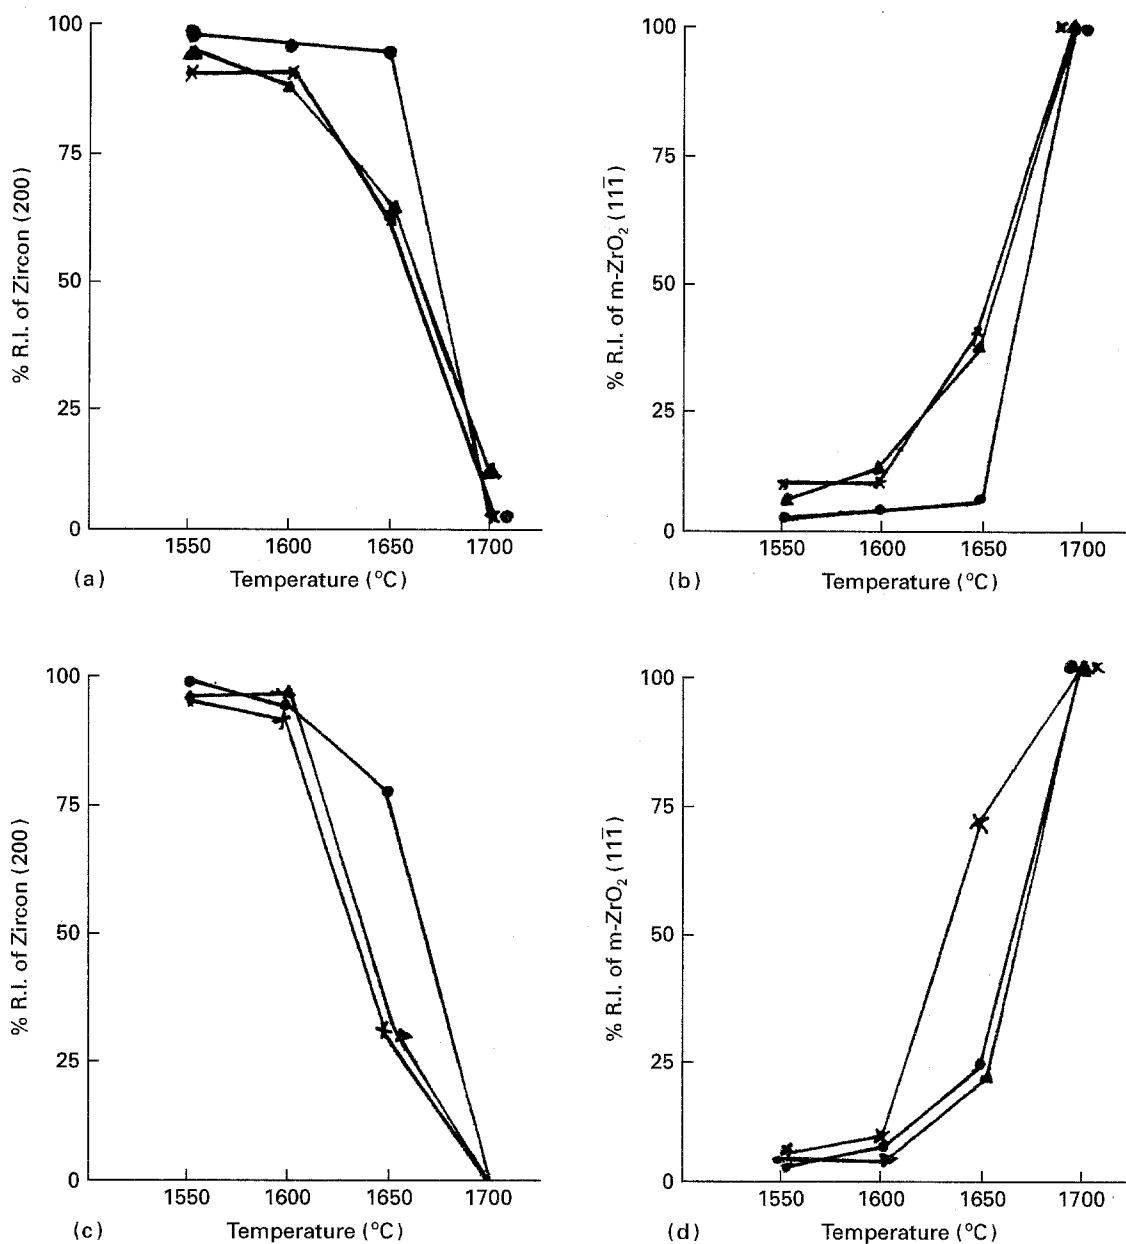 100
75
50
25
0
% R.I. of Zircon (200)
1550 1600 1650 1700
(a) Temperature (°C)
100
75
50
25
0
% R.I. of m-ZrO₂ (111̅)
1550 1600 1650 1700
(b) Temperature (°C)
100
75
50
25
0
% R.I. of Zircon (200)
1550 1600 1650 1700
(c) Temperature (°C)
100
75
50
25
0
% R.I. of m-ZrO₂ (111̅)
1550 1600 1650 1700
(d) Temperature (°C)